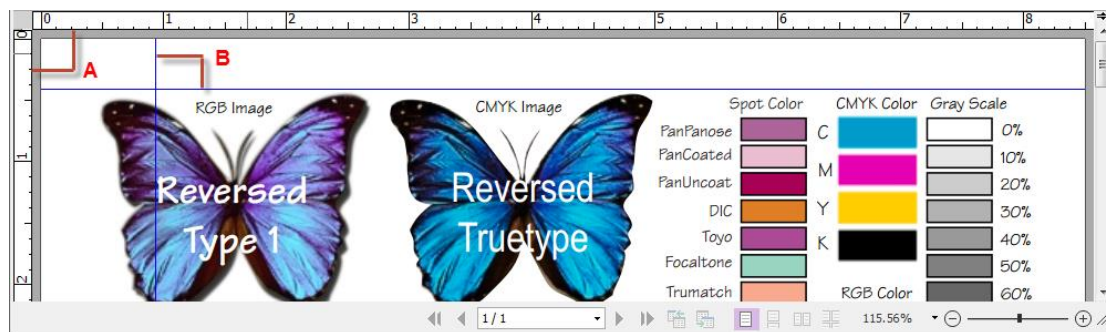 0 1 2 3 4 5 6 7 8
0
A
B
RGB Image
CMYK Image
Spot Color CMYK Color Gray Scale
PanPanose C 0%
PanCoated M 10%
PanUncoat 20%
DIC Y 30%
Toyo K 40%
Focaltone 50%
Trumatch RGB Color 60%
Reversed
Type 1
Reversed
Truetype
1
2
1 / 1
115.56%